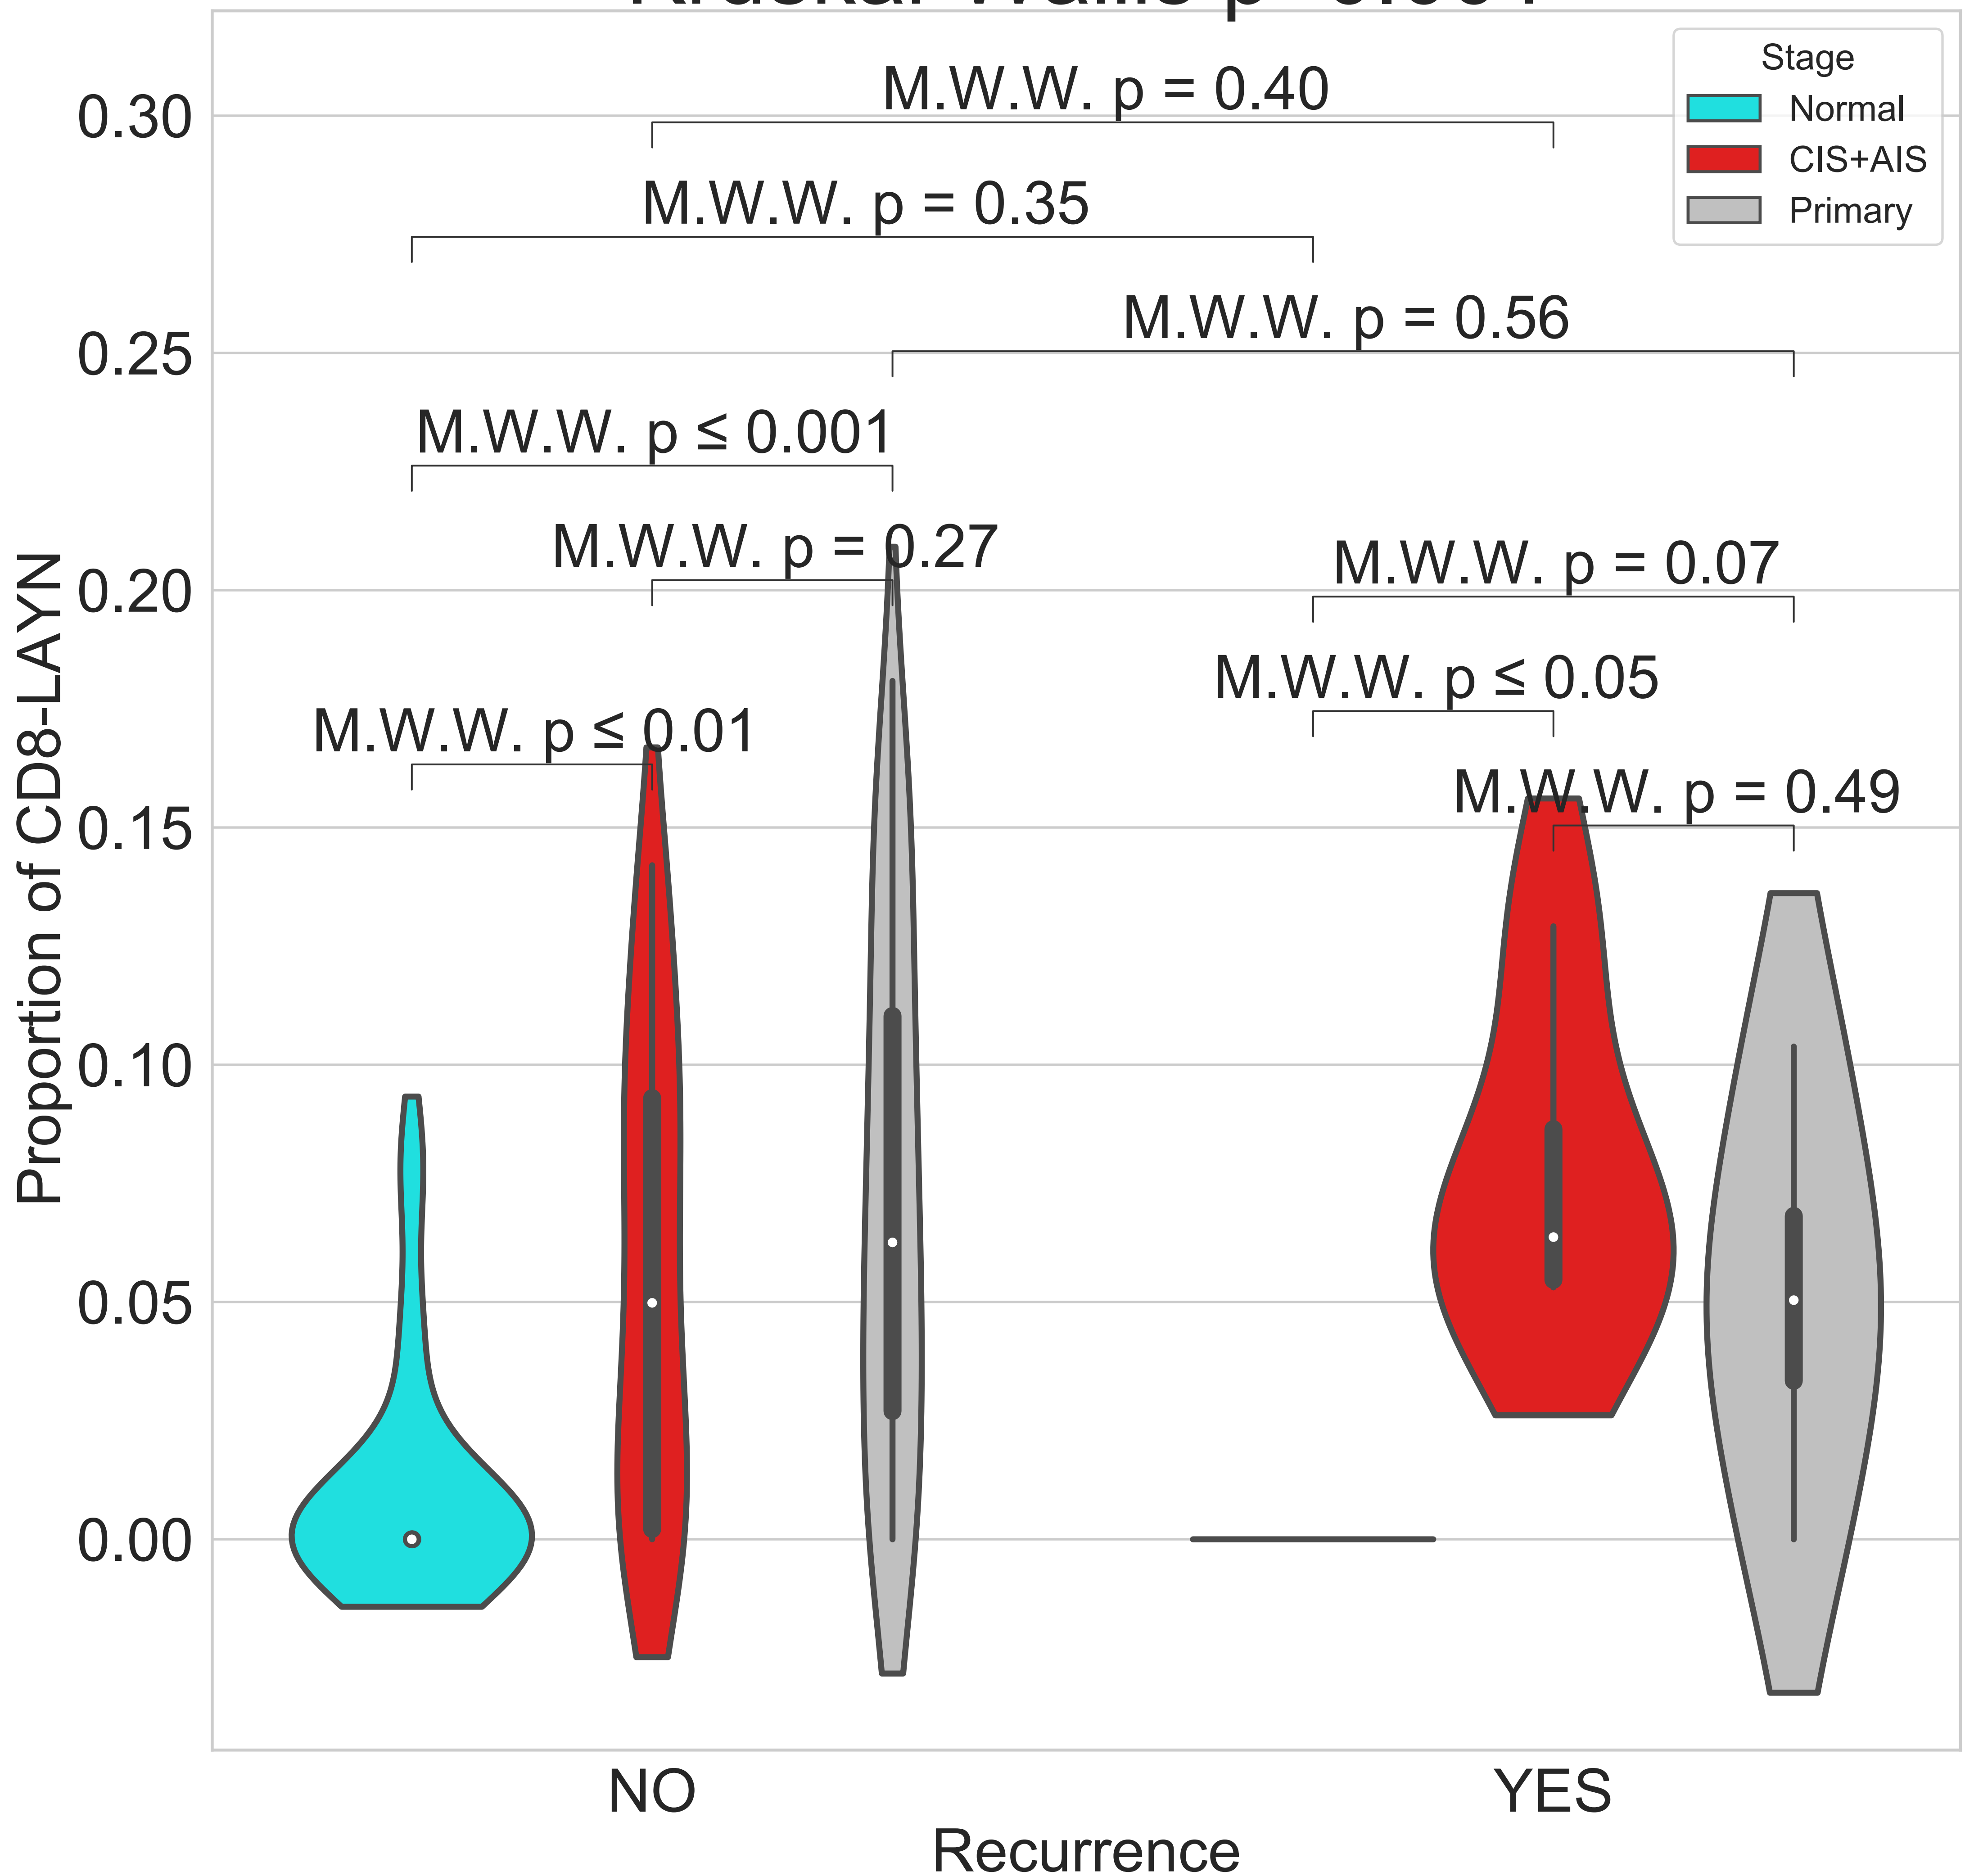 Stage
Normal
CIS+AIS
Primary
M.W.W. p = 0.40
M.W.W. p = 0.35
M.W.W. p = 0.56
M.W.W. p ≤ 0.001
M.W.W. p = 0.27
M.W.W. p = 0.07
M.W.W. p ≤ 0.05
M.W.W. p ≤ 0.01
M.W.W. p = 0.49
0.30
0.25
0.20
0.15
0.10
0.05
0.00
Proportion of CD8-LAYN
NO
YES
Recurrence